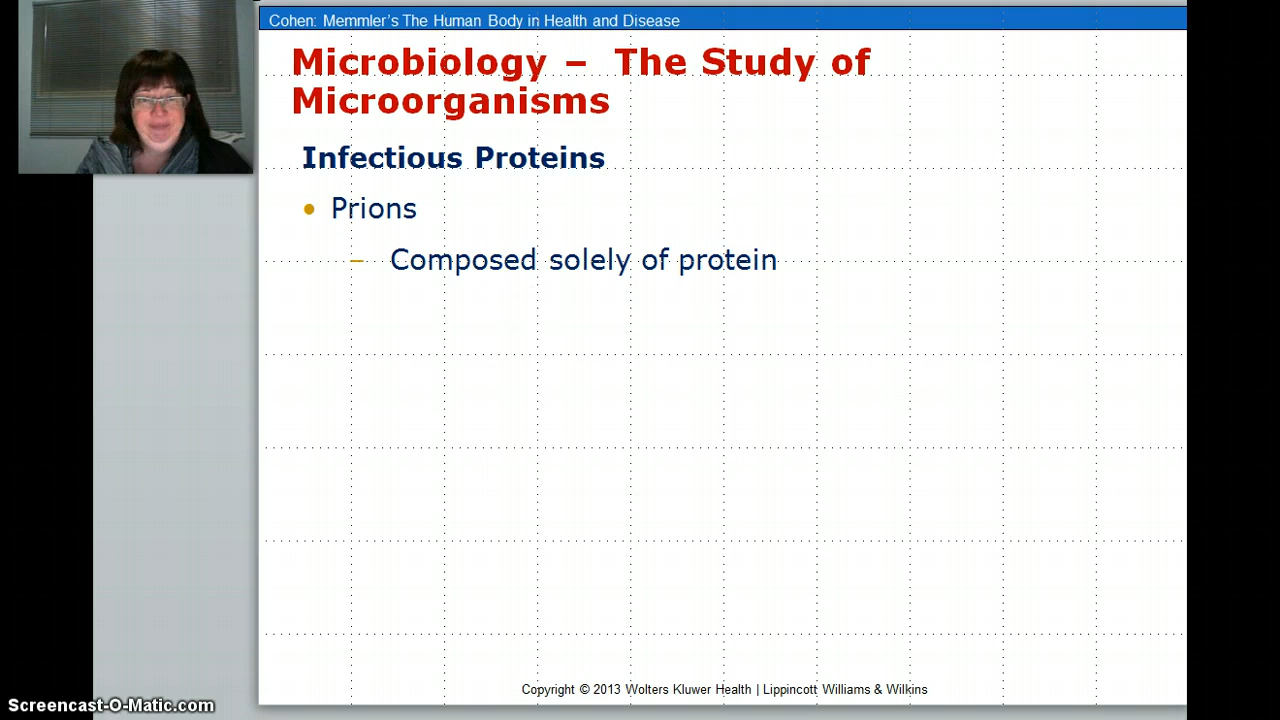 Cohen: Memmler's The Human Body in Health and Disease
Microbiology – The Study of
Microorganisms
Infectious Proteins
• Prions
– Composed solely of protein
Copyright © 2013 Wolters Kluwer Health | Lippincott Williams & Wilkins
Screencast-O-Matic.com